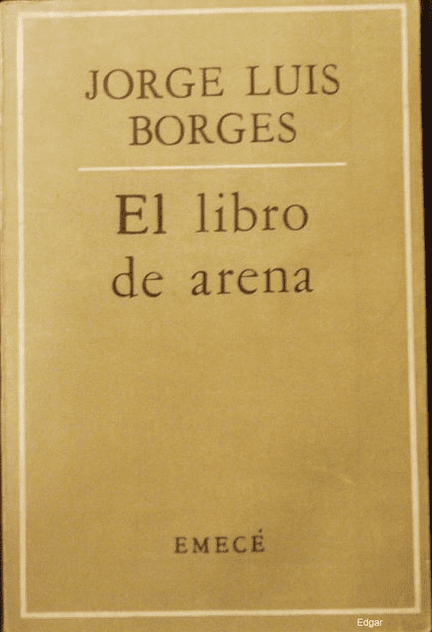 JORGE LUIS
BORGES
El libro
de arena
EMECÉ
Edgar